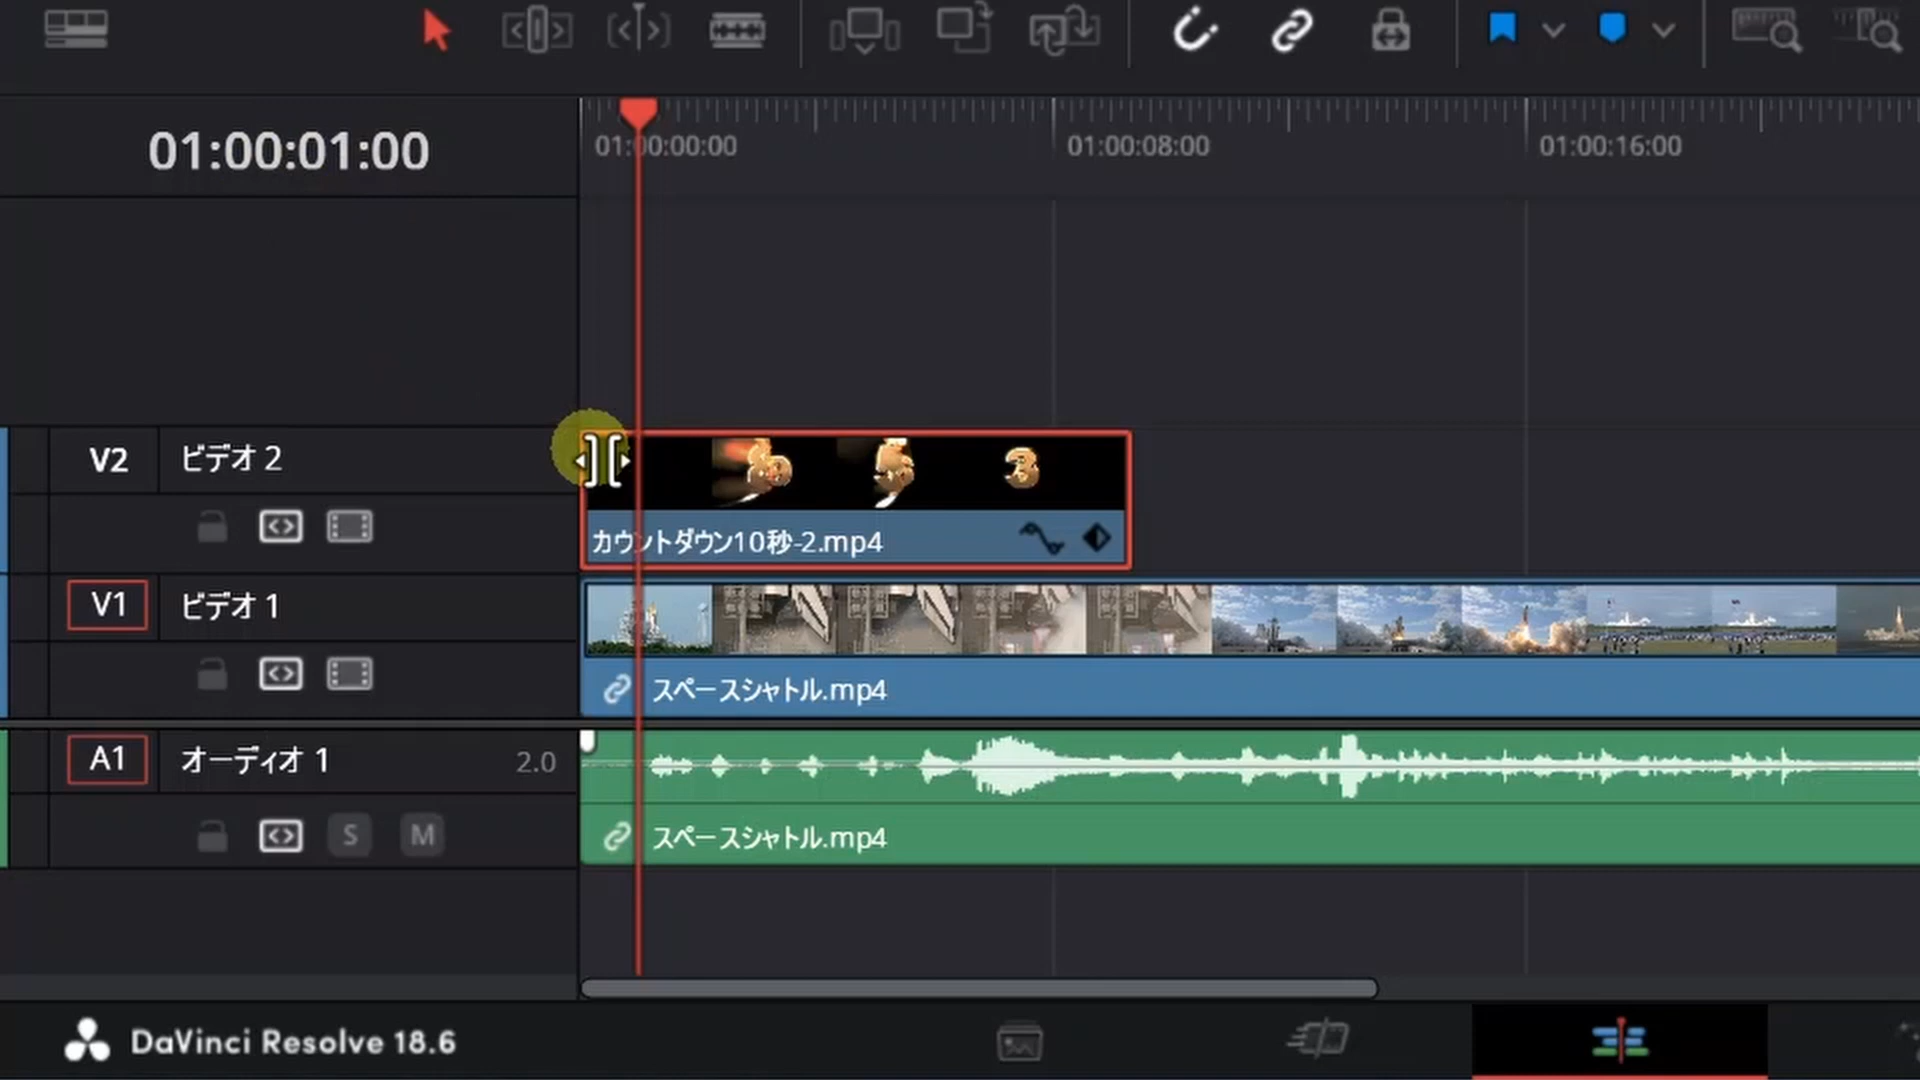 01:00:01:00
01:00:00:00
01:00:08:00
01:00:16:00
V2
ビデオ 2
カウントダウン10秒-2.mp4
V1
ビデオ 1
スペースシャトル.mp4
A1
オーディオ 1
2.0
S
M
スペースシャトル.mp4
DaVinci Resolve 18.6